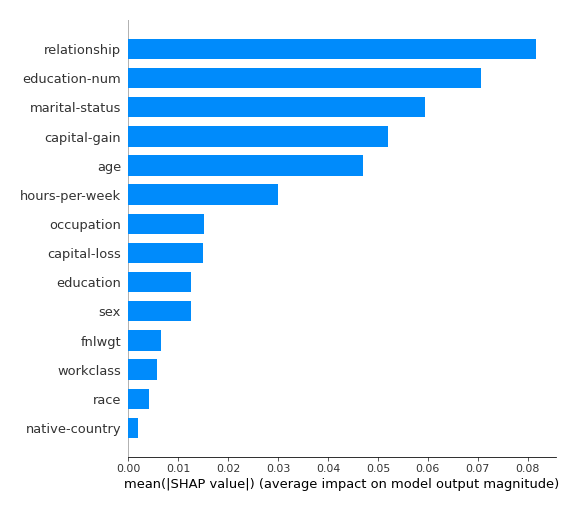 relationship
education-num
marital-status
capital-gain
age
hours-per-week
occupation
capital-loss
education
sex
fnlwgt
workclass
race
native-country
0.00 0.01 0.02 0.03 0.04 0.05 0.06 0.07 0.08
mean(|SHAP value|) (average impact on model output magnitude)